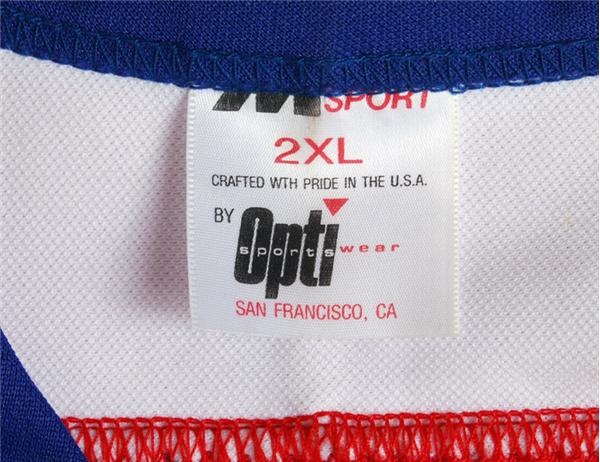 SPORT
2XL
CRAFTED WTH PRIDE IN THE U.S.A.
BY Opti
sportswear
SAN FRANCISCO, CA